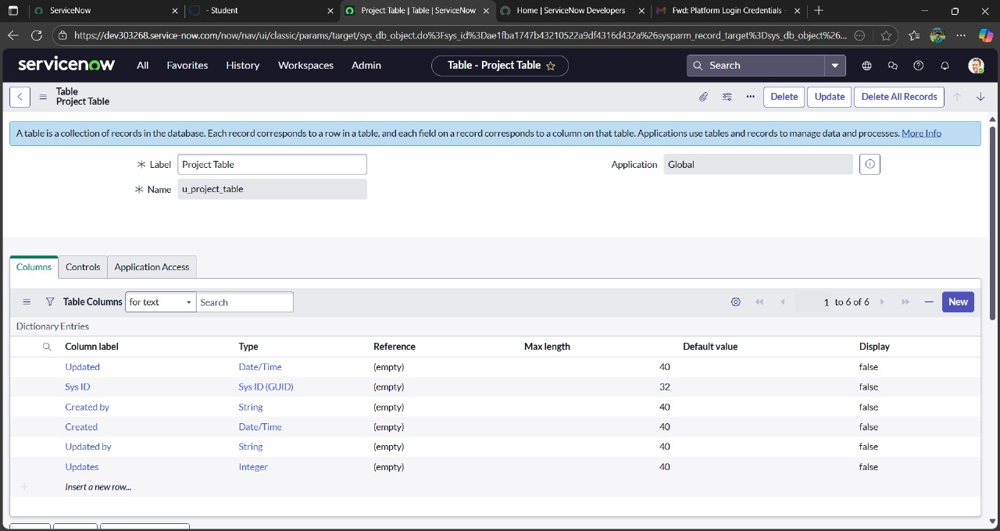 ServiceNow
- Student
Project Table | Table | ServiceNow
Home | ServiceNow Developers
Fwd: Platform Login Credentials -
https://dev303268.service-now.com/now/nav/ui/classic/params/target/sys_db_object.do%3Fsys_id%3Dae1fba1747b43210522a9df4316d432a%26sysparm_record_target%3Dsys_db_object%26...
servicenow All Favorites History Workspaces Admin Table - Project Table Search
Table
Project Table
Delete Update Delete All Records
A table is a collection of records in the database. Each record corresponds to a row in a table, and each field on a record corresponds to a column on that table. Applications use tables and records to manage data and processes. More Info
Label Project Table Application Global
Name u_project_table
Columns Controls Application Access
Table Columns for text Search 1 to 6 of 6 New
Dictionary Entries
Column label Type Reference Max length Default value Display
Updated Date/Time (empty) 40 false
Sys ID Sys ID (GUID) (empty) 32 false
Created by String (empty) 40 false
Created Date/Time (empty) 40 false
Updated by String (empty) 40 false
Updates Integer (empty) 40 false
Insert a new row...